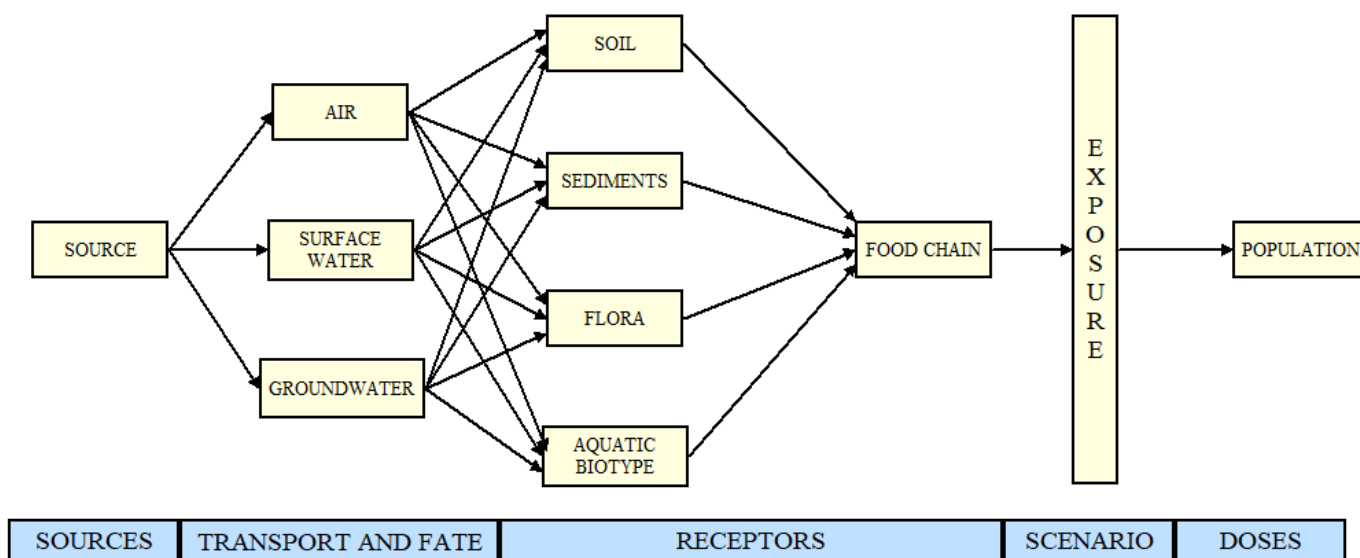 SOIL
AIR
SEDIMENTS
SOURCE
SURFACE
WATER
FOOD CHAIN
EXPOSURE
POPULATION
FLORA
GROUNDWATER
AQUATIC
BIOTYPE
SOURCES
TRANSPORT AND FATE
RECEPTORS
SCENARIO
DOSES